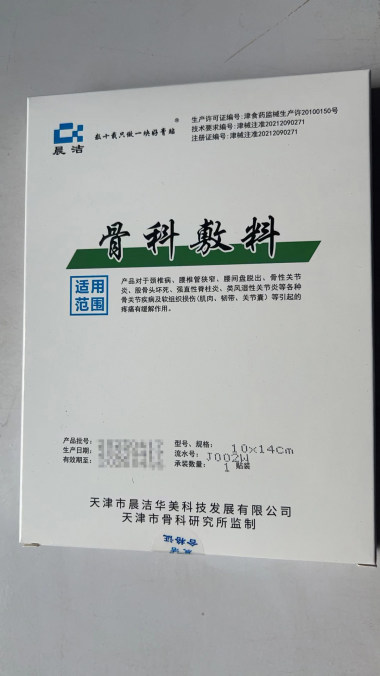 晨洁
数十载只做一块好膏贴
®
生产许可证编号：津食药监械生产许20100150号
技术要求编号：津械注准20212090271
注册证编号：津械注准20212090271
骨科敷料
适用
范围
产品对于颈椎病、腰椎管狭窄、腰间盘脱出、骨性关节
炎、股骨头坏死、强直性脊柱炎、类风湿性关节炎等各种
骨关节疾病及软组织损伤(肌肉、韧带、关节囊)等引起的
疼痛有缓解作用。
产品批号：
生产日期：
有效期至：
型号、规格： 10×14cm
流水号： J002W
承装数量： 1 贴装
天津市晨洁华美科技发展有限公司
天津市骨科研究所监制
晨洁
合格证